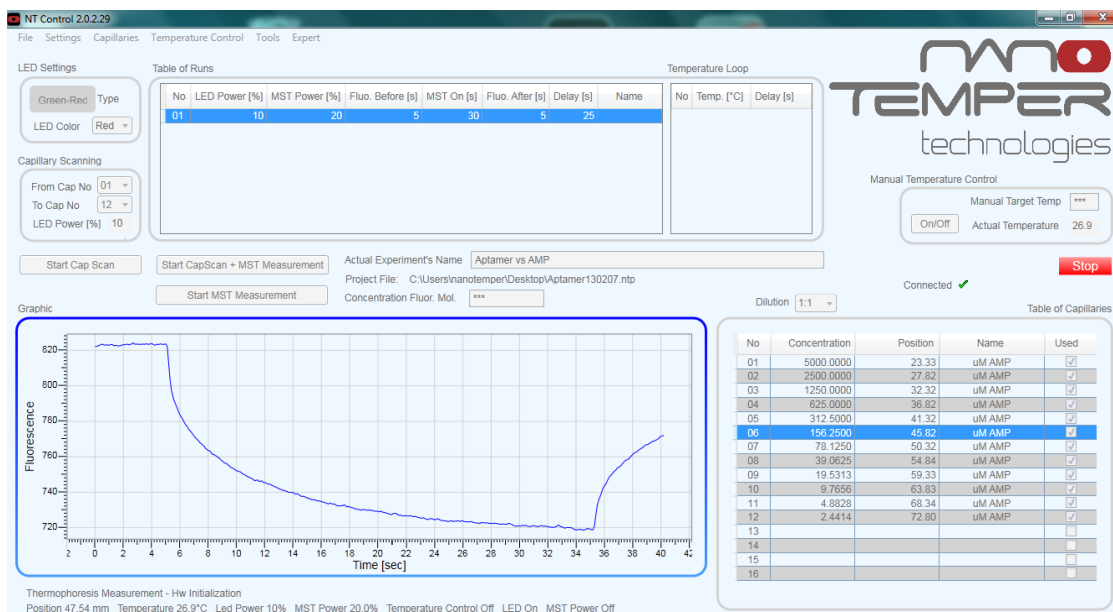 NT Control 2.0.2.29
File Settings Capillaries Temperature Control Tools Expert
LED Settings
Green-Red Type
LED Color Red
Capillary Scanning
From Cap No 01
To Cap No 12
LED Power [%] 10
Start Cap Scan
Table of Runs
No LED Power [%] MST Power [%] Fluo. Before [s] MST On [s] Fluo. After [s] Delay [s] Name
01 10 20 5 30 5 25
Temperature Loop
No Temp. [°C] Delay [s]
NANO
TEMPER
technologies
Manual Temperature Control
Manual Target Temp ***
On/Off Actual Temperature 26.9
Start CapScan + MST Measurement
Start MST Measurement
Actual Experiment's Name Aptamer vs AMP
Project File: C:\Users\nanotemper\Desktop\Aptamer130207.ntp
Concentration Fluor. Mol. ***
Stop
Connected
Dilution 1:1
Graphic
820
800
780
760
740
720
Fluorescence
2 0 2 4 6 8 10 12 14 16 18 20 22 24 26 28 30 32 34 36 38 40 42
Time [sec]
Table of Capillaries
No Concentration Position Name Used
01 5000.0000 23.33 uM AMP
02 2500.0000 27.82 uM AMP
03 1250.0000 32.32 uM AMP
04 625.0000 36.82 uM AMP
05 312.5000 41.32 uM AMP
06 156.2500 45.82 uM AMP
07 78.1250 50.32 uM AMP
08 39.0625 54.84 uM AMP
09 19.5313 59.33 uM AMP
10 9.7656 63.83 uM AMP
11 4.8828 68.34 uM AMP
12 2.4414 72.80 uM AMP
13
14
15
16
Thermophoresis Measurement - Hw Initialization
Position 47.54 mm Temperature 26.9°C Led Power 10% MST Power 20.0% Temperature Control Off LED On MST Power Off